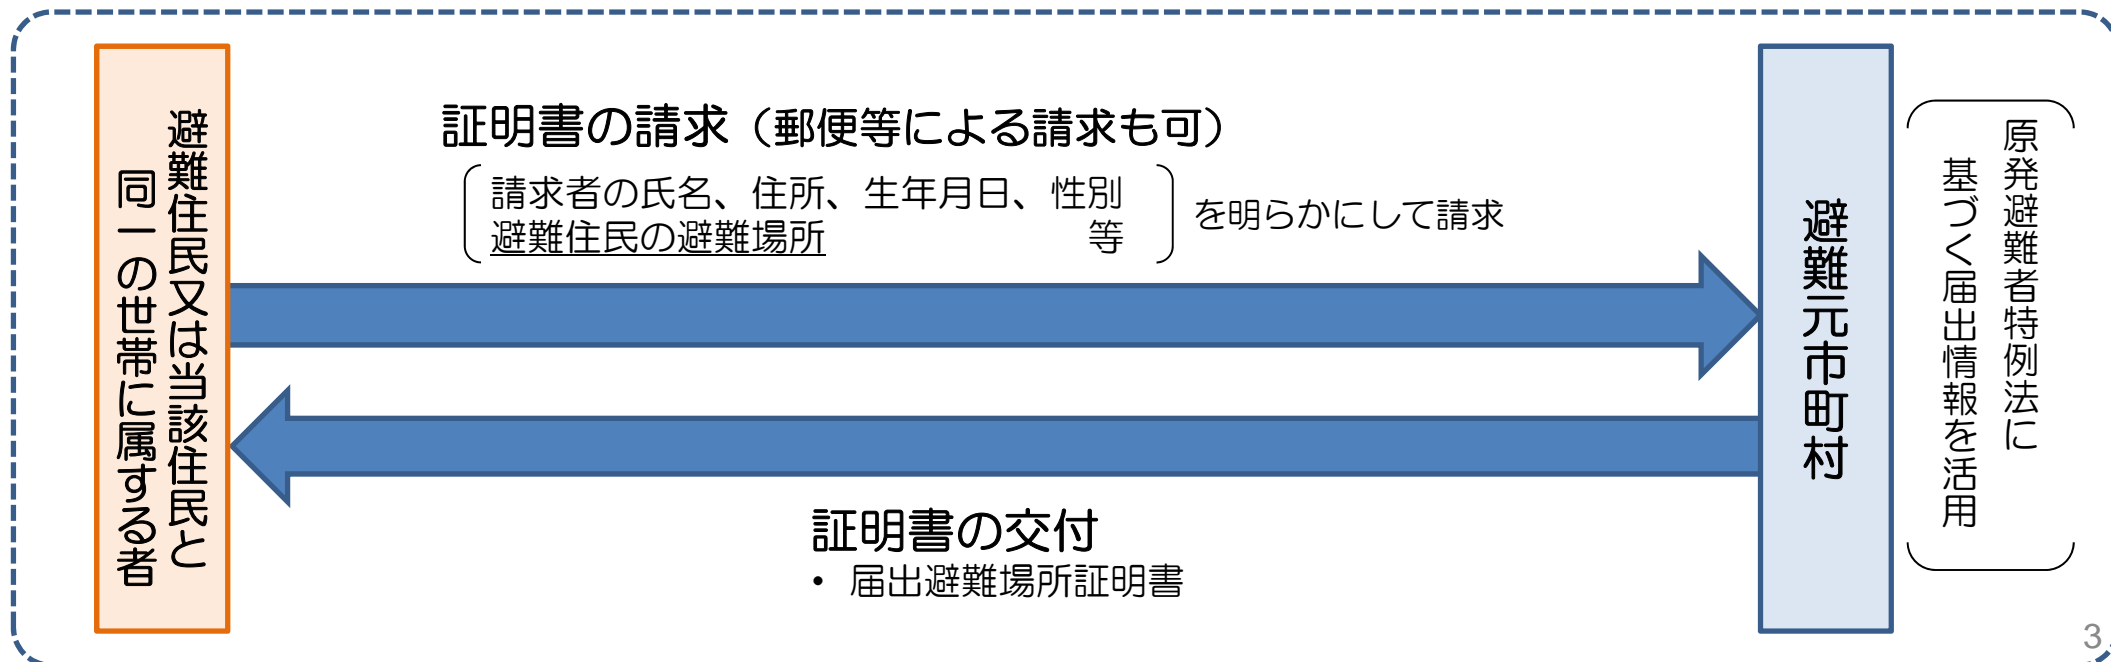 避難住民又は当該住民と
同一の世帯に属する者
証明書の請求（郵便等による請求も可）
請求者の氏名、住所、生年月日、性別
避難住民の避難場所 等
を明らかにして請求
証明書の交付
• 届出避難場所証明書
避難元市町村
原発避難者特例法に
基づく届出情報を活用
3